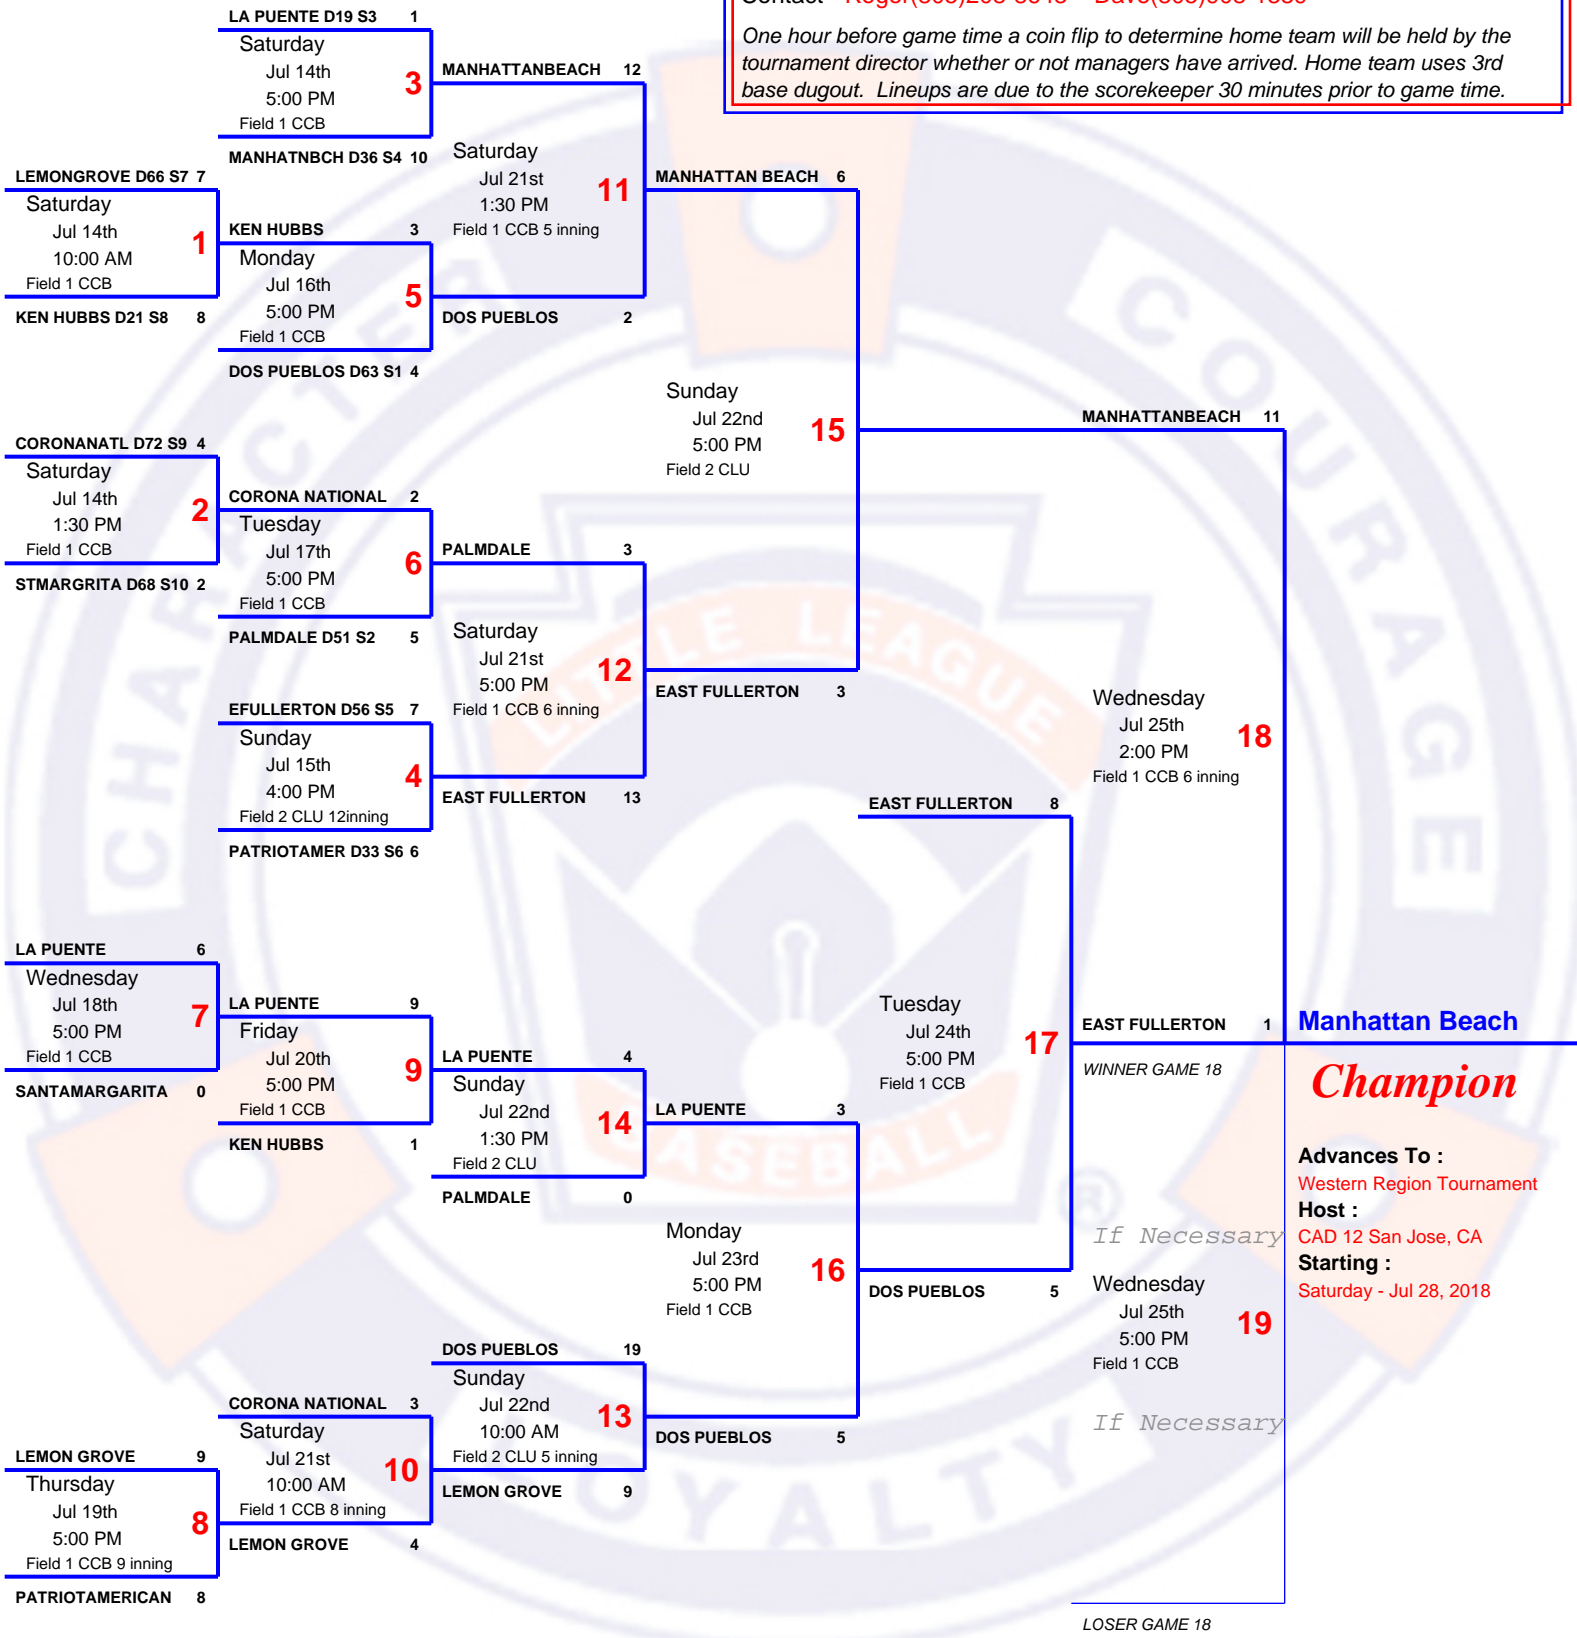 One hour before game time a coin flip to determine home team will be held by the
tournament director whether or not managers have arrived. Home team uses 3rd
base dugout. Lineups are due to the scorekeeper 30 minutes prior to game time.
LA PUENTE D19 S3 1
Saturday
Jul 14th
5:00 PM
Field 1 CCB
3
MANHATNBCH D36 S4 10
LEMONGROVE D66 S7 7
Saturday
Jul 14th
10:00 AM
Field 1 CCB
1
KEN HUBBS D21 S8 8
KEN HUBBS 3
Monday
Jul 16th
5:00 PM
Field 1 CCB
5
DOS PUEBLOS D63 S1 4
MANHATTANBEACH 12
Saturday
Jul 21st
1:30 PM
Field 1 CCB 5 inning
11
DOS PUEBLOS 2
CORONANATL D72 S9 4
Saturday
Jul 14th
1:30 PM
Field 1 CCB
2
STMARGRITA D68 S10 2
CORONA NATIONAL 2
Tuesday
Jul 17th
5:00 PM
Field 1 CCB
6
PALMDALE D51 S2 5
EFULLERTON D56 S5 7
Sunday
Jul 15th
4:00 PM
Field 2 CLU 12inning
4
PATRIOTAMER D33 S6 6
PALMDALE 3
Saturday
Jul 21st
5:00 PM
Field 1 CCB 6 inning
12
EAST FULLERTON 13
MANHATTAN BEACH 6
Sunday
Jul 22nd
5:00 PM
Field 2 CLU
15
EAST FULLERTON 3
LA PUENTE 6
Wednesday
Jul 18th
5:00 PM
Field 1 CCB
7
SANTAMARGARITA 0
LA PUENTE 9
Friday
Jul 20th
5:00 PM
Field 1 CCB
9
KEN HUBBS 1
LA PUENTE 4
Sunday
Jul 22nd
1:30 PM
Field 2 CLU
14
PALMDALE 0
LEMON GROVE 9
Thursday
Jul 19th
5:00 PM
Field 1 CCB 9 inning
8
PATRIOTAMERICAN 8
CORONA NATIONAL 3
Saturday
Jul 21st
10:00 AM
Field 1 CCB 8 inning
10
LEMON GROVE 4
DOS PUEBLOS 19
Sunday
Jul 22nd
10:00 AM
Field 2 CLU 5 inning
13
LEMON GROVE 9
LA PUENTE 3
Monday
Jul 23rd
5:00 PM
Field 1 CCB
16
DOS PUEBLOS 5
EAST FULLERTON 8
Tuesday
Jul 24th
5:00 PM
Field 1 CCB
17
DOS PUEBLOS 5
MANHATTANBEACH 11
Wednesday
Jul 25th
2:00 PM
Field 1 CCB 6 inning
18
EAST FULLERTON 1
WINNER GAME 18
If Necessary
Wednesday
Jul 25th
5:00 PM
Field 1 CCB
19
If Necessary
LOSER GAME 18
Manhattan Beach
Champion
Advances To :
Western Region Tournament
Host :
CAD 12 San Jose, CA
Starting :
Saturday - Jul 28, 2018
CHARACTER
COURAGE
LOYALTY
LITTLE LEAGUE
BASEBALL
®